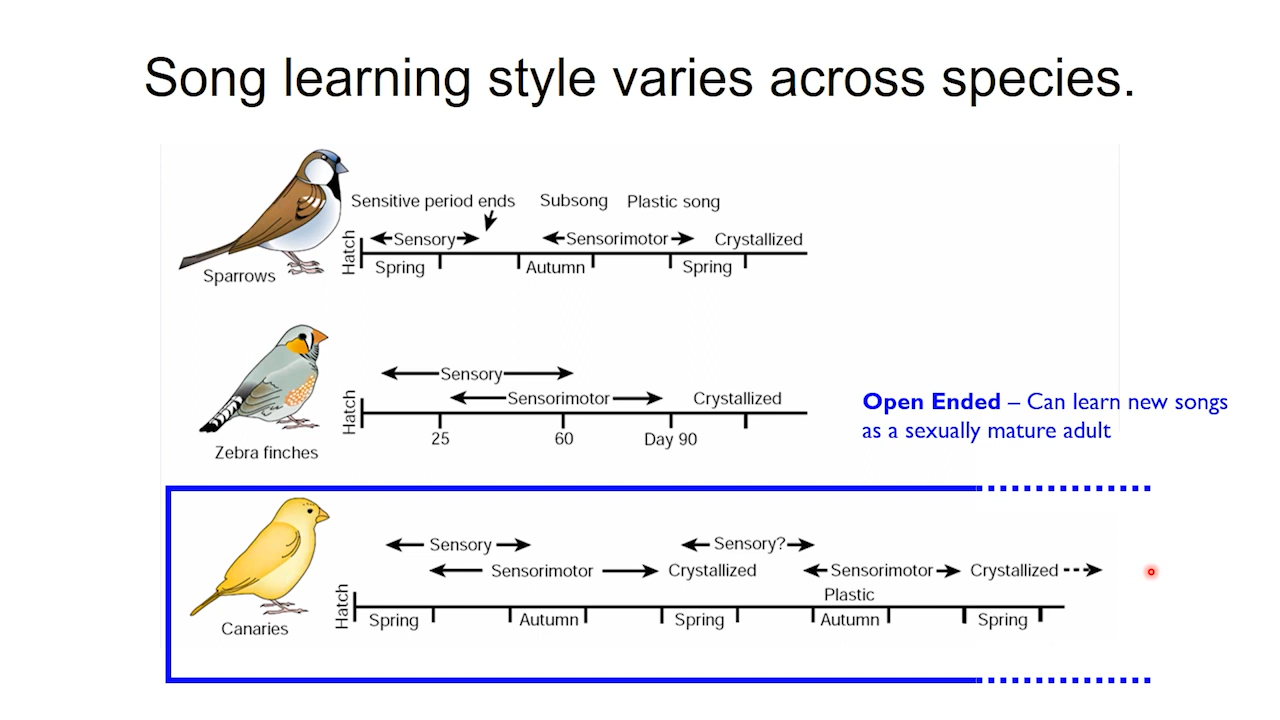 Song learning style varies across species.
Sensitive period ends
Subsong
Plastic song
Hatch
Sensory
Sensorimotor
Crystallized
Spring
Autumn
Spring
Sparrows
Sensory
Hatch
Sensorimotor
Crystallized
25
60
Day 90
Zebra finches
Open Ended – Can learn new songs
as a sexually mature adult
Sensory
Sensory?
Sensorimotor
Crystallized
Sensorimotor
Crystallized
Plastic
Hatch
Spring
Autumn
Spring
Autumn
Spring
Canaries